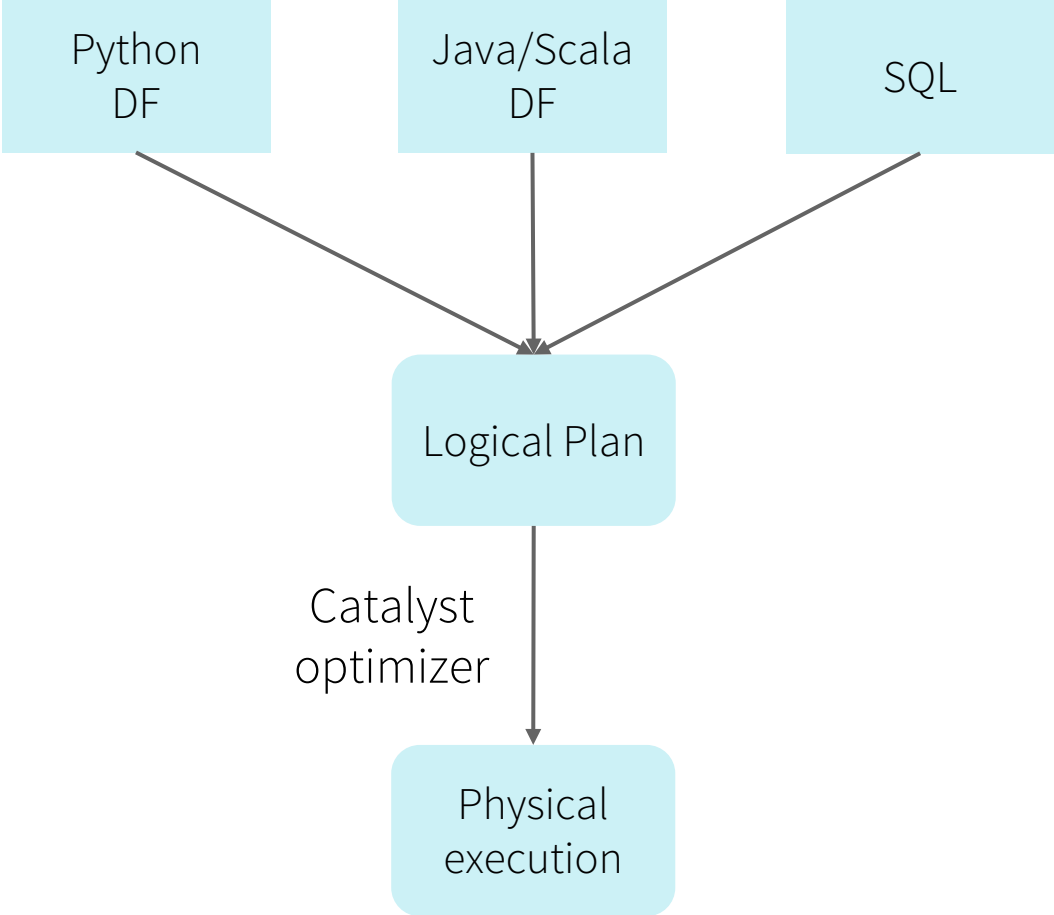 Python
DF
Java/Scala
DF
SQL
Logical Plan
Catalyst
optimizer
Physical
execution